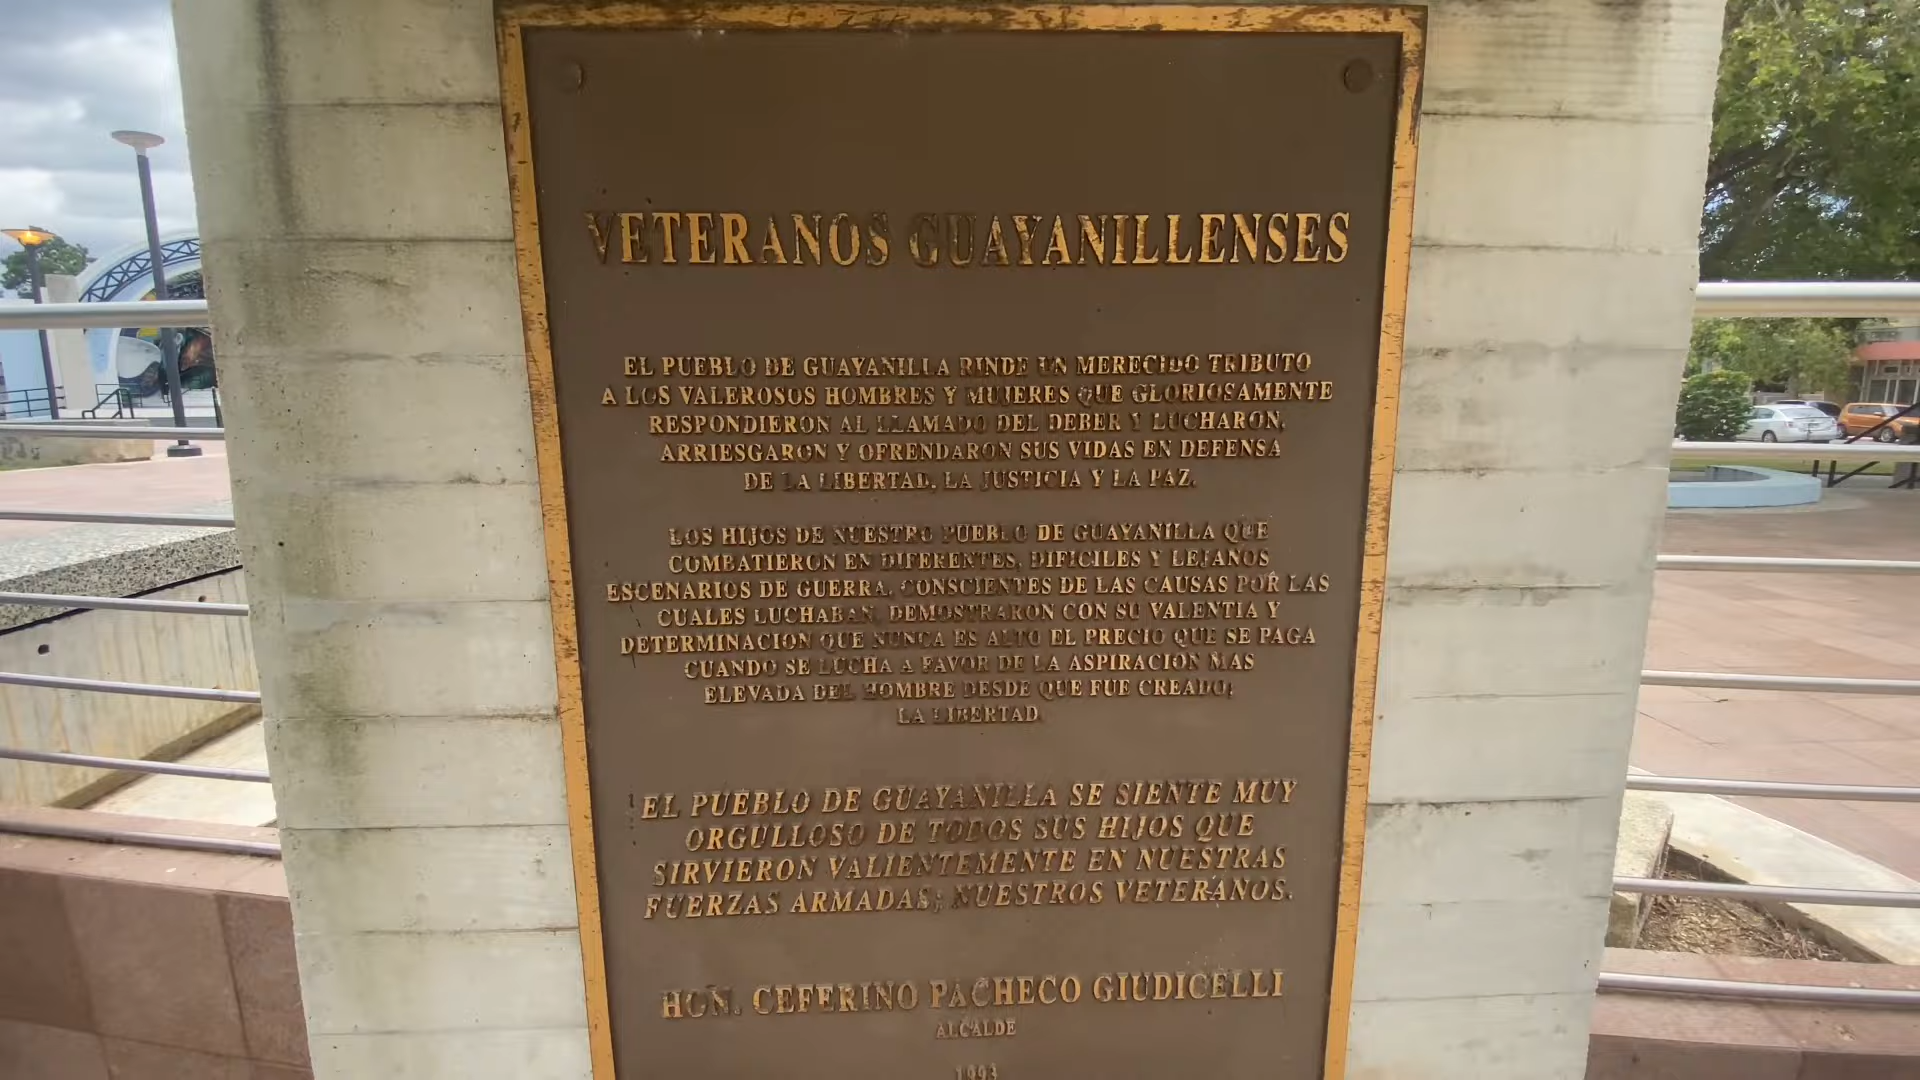 VETERANOS GUAYANILLENSES
EL PUEBLO DE GUAYANILLA RINDE UN MERECIDO TRIBUTO
A LOS VALEROSOS HOMBRES Y MUJERES QUE GLORIOSAMENTE
RESPONDIERON AL LLAMADO DEL DEBER Y LUCHARON,
ARRIESGARON Y OFRENDARON SUS VIDAS EN DEFENSA
DE LA LIBERTAD, LA JUSTICIA Y LA PAZ.
LOS HIJOS DE NUESTRO PUEBLO DE GUAYANILLA QUE
COMBATIERON EN DIFERENTES, DIFICILES Y LEJANOS
ESCENARIOS DE GUERRA, CONSCIENTES DE LAS CAUSAS POR LAS
CUALES LUCHABAN, DEMOSTRARON CON SU VALENTIA Y
DETERMINACION QUE NUNCA ES ALTO EL PRECIO QUE SE PAGA
CUANDO SE LUCHA A FAVOR DE LA ASPIRACION MAS
ELEVADA DEL HOMBRE DESDE QUE FUE CREADO;
LA LIBERTAD.
EL PUEBLO DE GUAYANILLA SE SIENTE MUY
ORGULLOSO DE TODOS SUS HIJOS QUE
SIRVIERON VALIENTEMENTE EN NUESTRAS
FUERZAS ARMADAS; NUESTROS VETERANOS.
HON. CEFERINO PACHECO GIUDICELLI
ALCALDE
1993